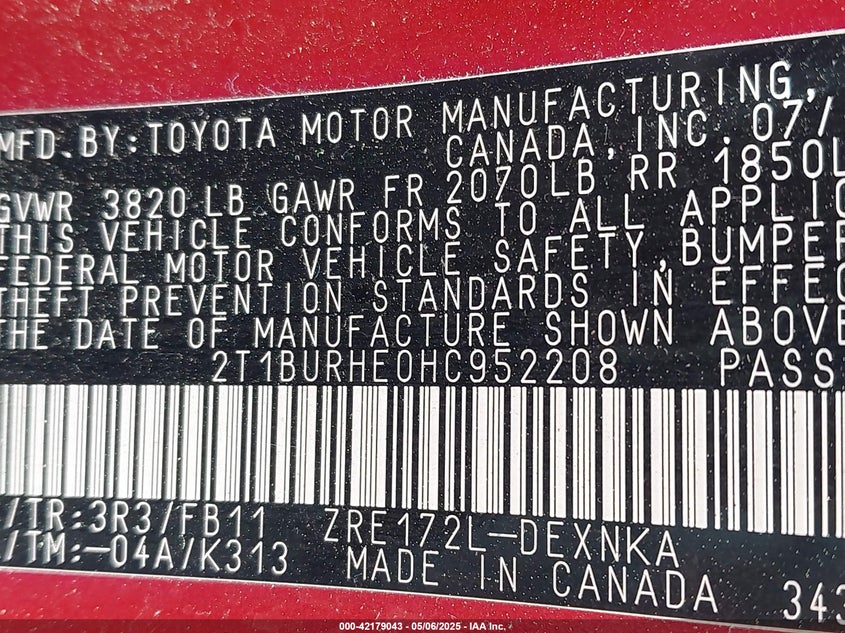 MFD.BY:TOYOTA MOTOR MANUFACTURING,
CANADA, INC. 07/
GVWR 3820 LB GAWR FR 2070LB RR 1850L
THIS VEHICLE CONFORMS TO ALL APPLIC
FEDERAL MOTOR VEHICLE SAFETY, BUMPER
THEFT PREVENTION STANDARDS IN EFFEC
THE DATE OF MANUFACTURE SHOWN ABOVE
2T1BURHE0HC952208 PASS
/TR:3R3/FB11 ZRE172L-DEXNKA
/TM:-04A/K313 MADE IN CANADA 343
000-42179043 - 05/06/2025 - IAA Inc.